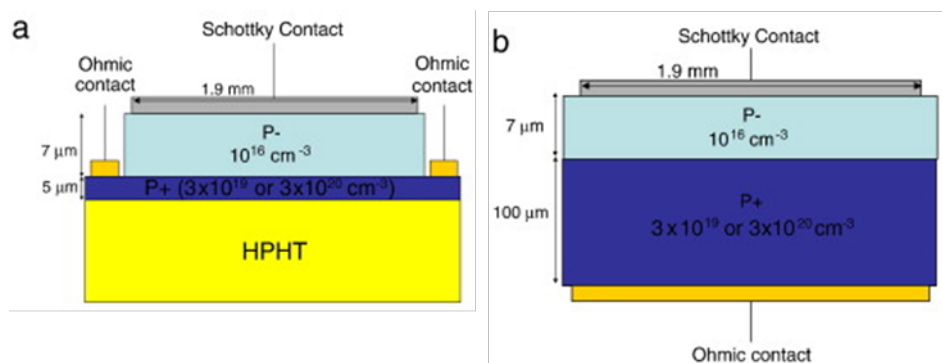 a
Schottky Contact
Ohmic
contact
Ohmic
contact
1.9 mm
P-
10¹⁶ cm⁻³
7 μm
5 μm
P+ (3x10¹⁹ or 3x10²⁰ cm⁻³)
HPHT
b
Schottky Contact
1.9 mm
P-
10¹⁶ cm⁻³
7 μm
P+
3 x 10¹⁹ or 3x10²⁰ cm⁻³
100 μm
Ohmic contact